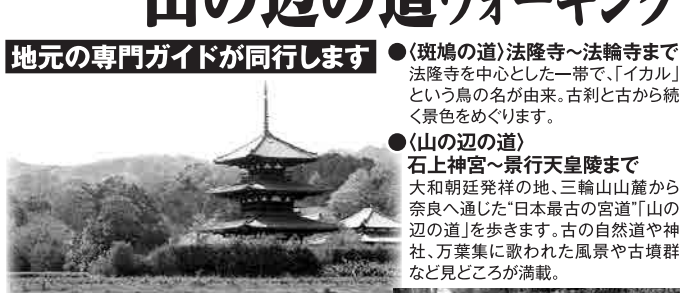 山の辺の道ウォーキング
地元の専門ガイドが同行します
●〈斑鳩の道〉法隆寺～法輪寺まで
法隆寺を中心とした一帯で、「イカル」
という鳥の名が由来。古刹と古から続
く景色をめぐります。
●〈山の辺の道〉
石上神宮～景行天皇陵まで
大和朝廷発祥の地、三輪山山麓から
奈良へ通じた“日本最古の官道”「山の
辺の道」を歩きます。古の自然道や神
社、万葉集に歌われた風景や古墳群
など見どころが満載。